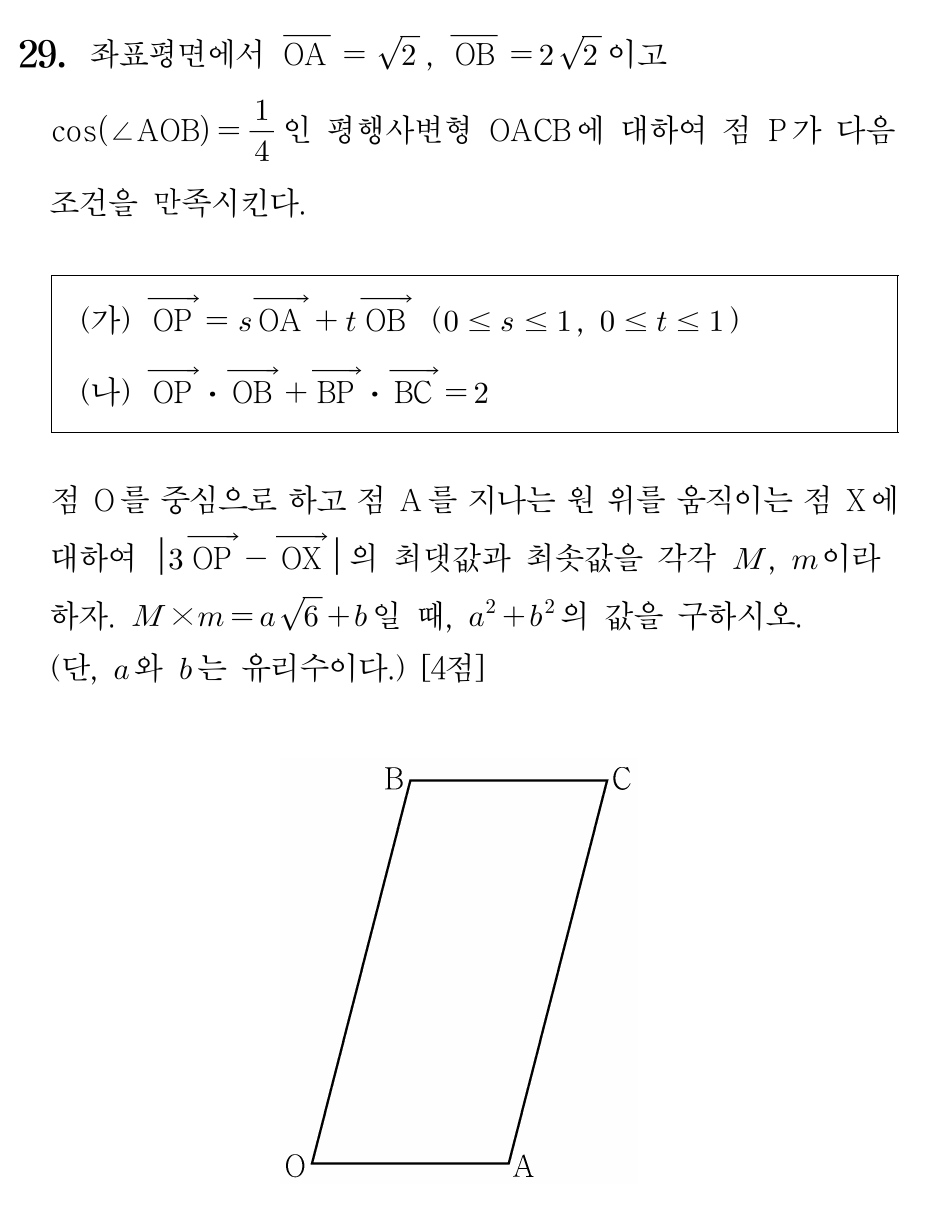 29. 좌표평면에서 $\overline{OA} = \sqrt{2}$, $\overline{OB} = 2\sqrt{2}$ 이고
$\cos(\angle AOB) = \frac{1}{4}$ 인 평행사변형 OACB에 대하여 점 P가 다음
조건을 만족시킨다.
(가) $\overrightarrow{OP} = s\overrightarrow{OA} + t\overrightarrow{OB}$ $(0 \le s \le 1, 0 \le t \le 1)$
(나) $\overrightarrow{OP} \cdot \overrightarrow{OB} + \overrightarrow{BP} \cdot \overrightarrow{BC} = 2$
점 O를 중심으로 하고 점 A를 지나는 원 위를 움직이는 점 X에
대하여 $|3\overrightarrow{OP} - \overrightarrow{OX}|$의 최댓값과 최솟값을 각각 $M$, $m$이라
하자. $M \times m = a\sqrt{6} + b$일 때, $a^2 + b^2$의 값을 구하시오.
(단, $a$와 $b$는 유리수이다.) [4점]
B C
O A